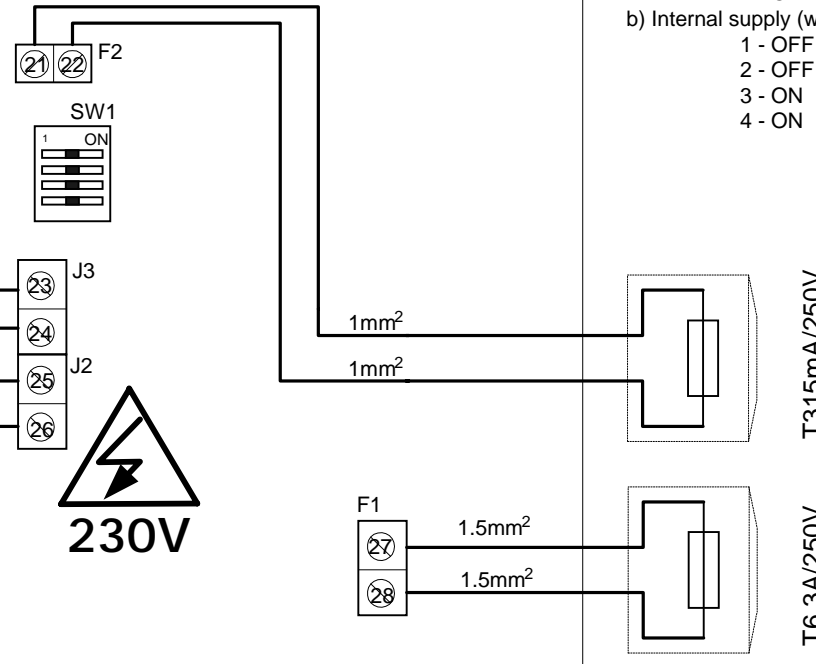 b) Internal supply (w
1 - OFF
2 - OFF
3 - ON
4 - ON
21 22 F2
SW1
1 ON
23 J3
24
25 J2
26
230V
1mm²
1mm²
T315mA/250V
F1
27 1.5mm²
28 1.5mm²
T6.3A/250V